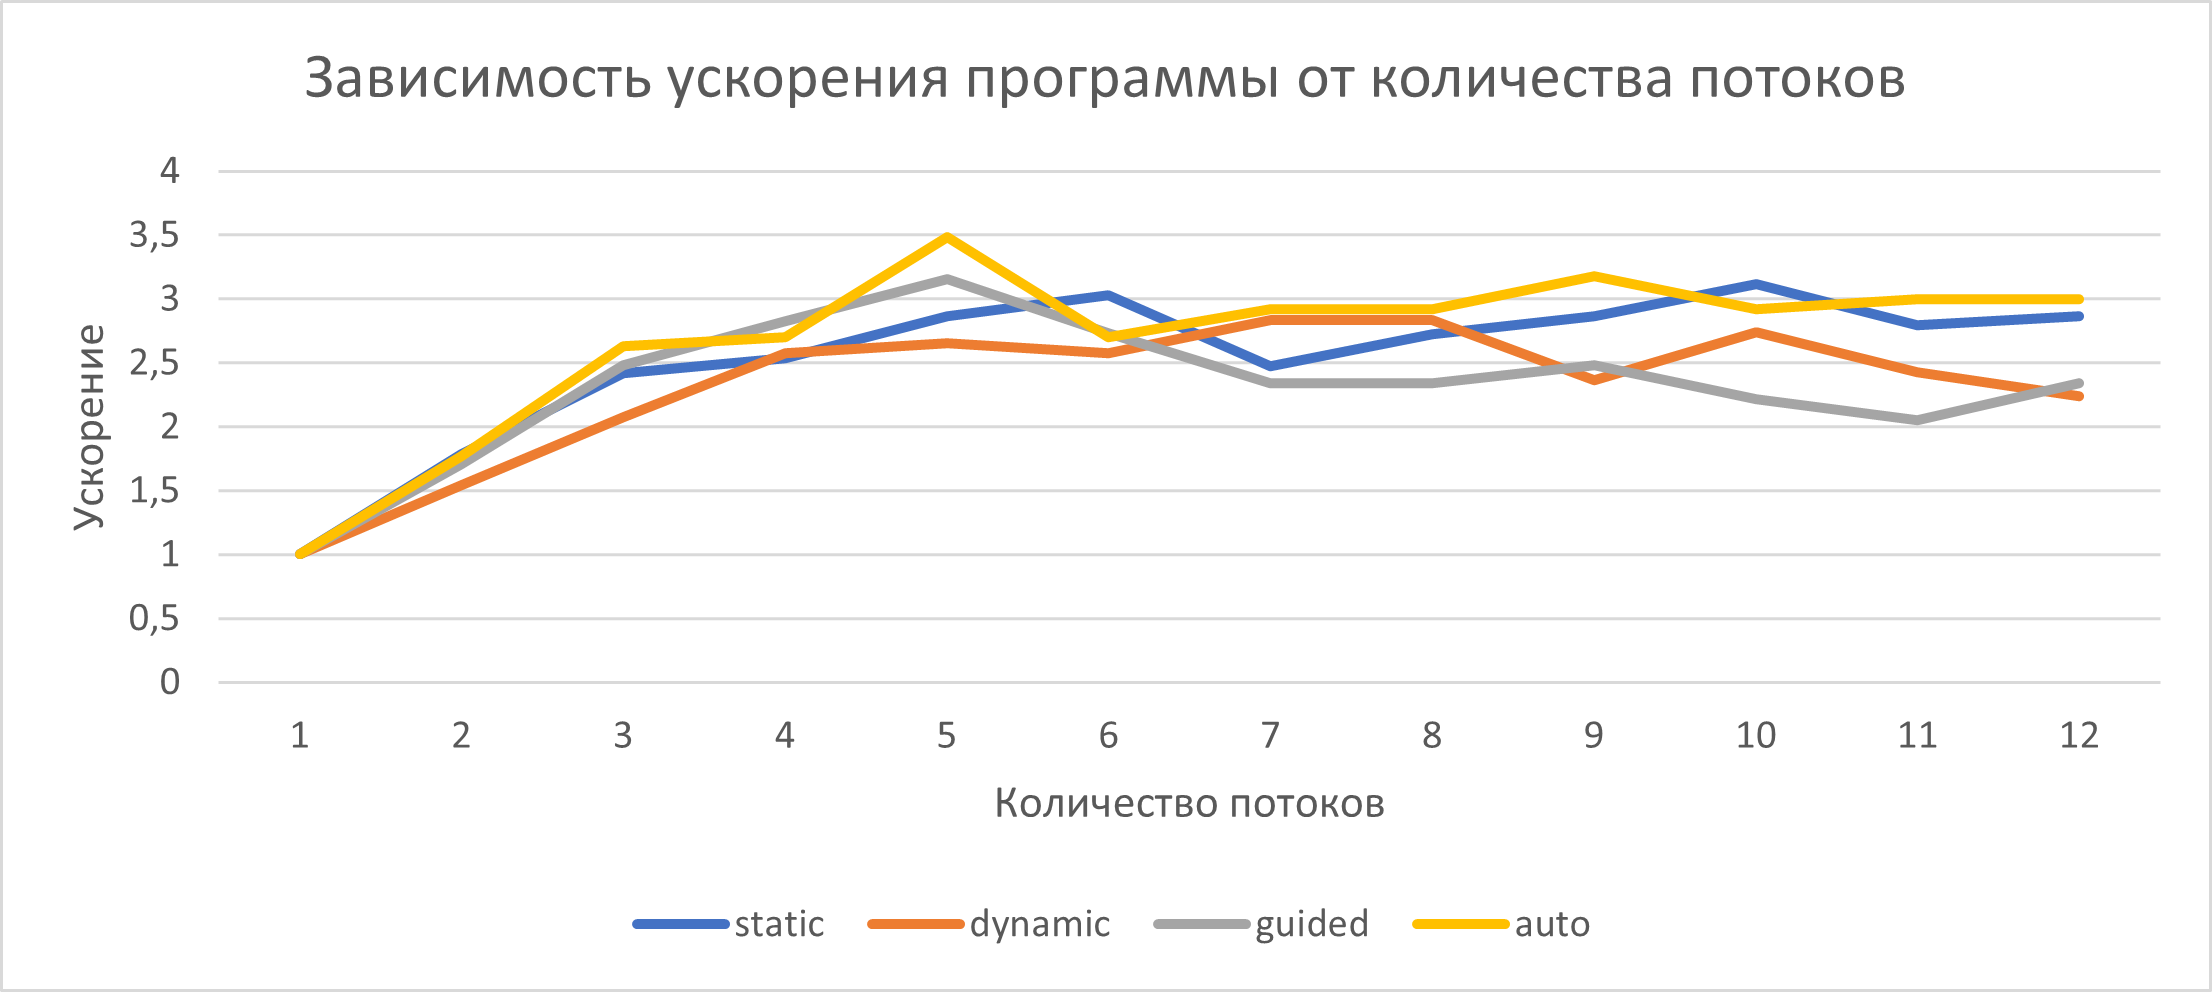 Зависимость ускорения программы от количества потоков
4
3,5
3
2,5
2
1,5
1
0,5
0
Ускорение
1 2 3 4 5 6 7 8 9 10 11 12
Количество потоков
static dynamic guided auto